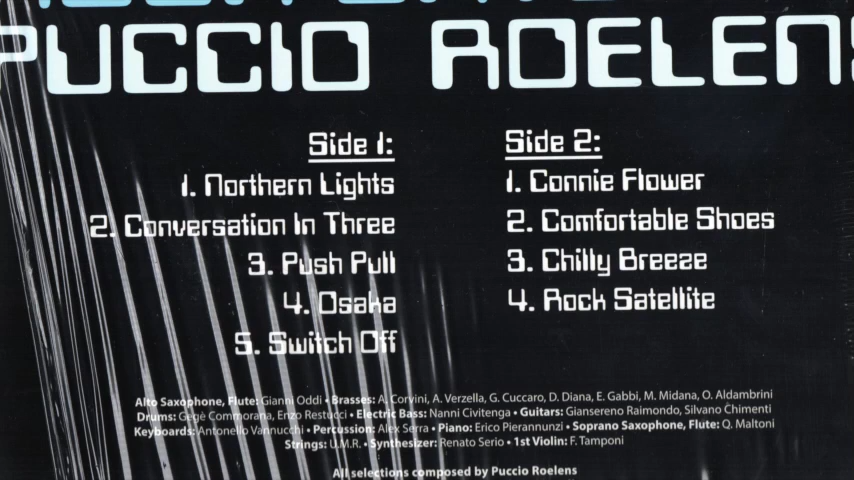 PUCCIO ROELENS
Side 1:
1. Northern Lights
2. Conversation In Three
3. Push Pull
4. Osaka
5. Switch Off
Side 2:
1. Connie Flower
2. Comfortable Shoes
3. Chilly Breeze
4. Rock Satellite
Alto Saxophone, Flute: Gianni Oddi • Brasses: A. Corvini, A. Verzella, G. Cuccaro, D. Diana, E. Gabbi, M. Midana, O. Aldambrini
Drums: Gegè Commorana, Enzo Restucci • Electric Bass: Nanni Civitenga • Guitars: Giansereno Raimondo, Silvano Chimenti
Keyboards: Antonello Vannucchi • Percussion: Alex Serra • Piano: Erico Pierannunzi • Soprano Saxophone, Flute: Q. Maltoni
Strings: U.M.R. • Synthesizer: Renato Serio • 1st Violin: F. Tamponi
All selections composed by Puccio Roelens